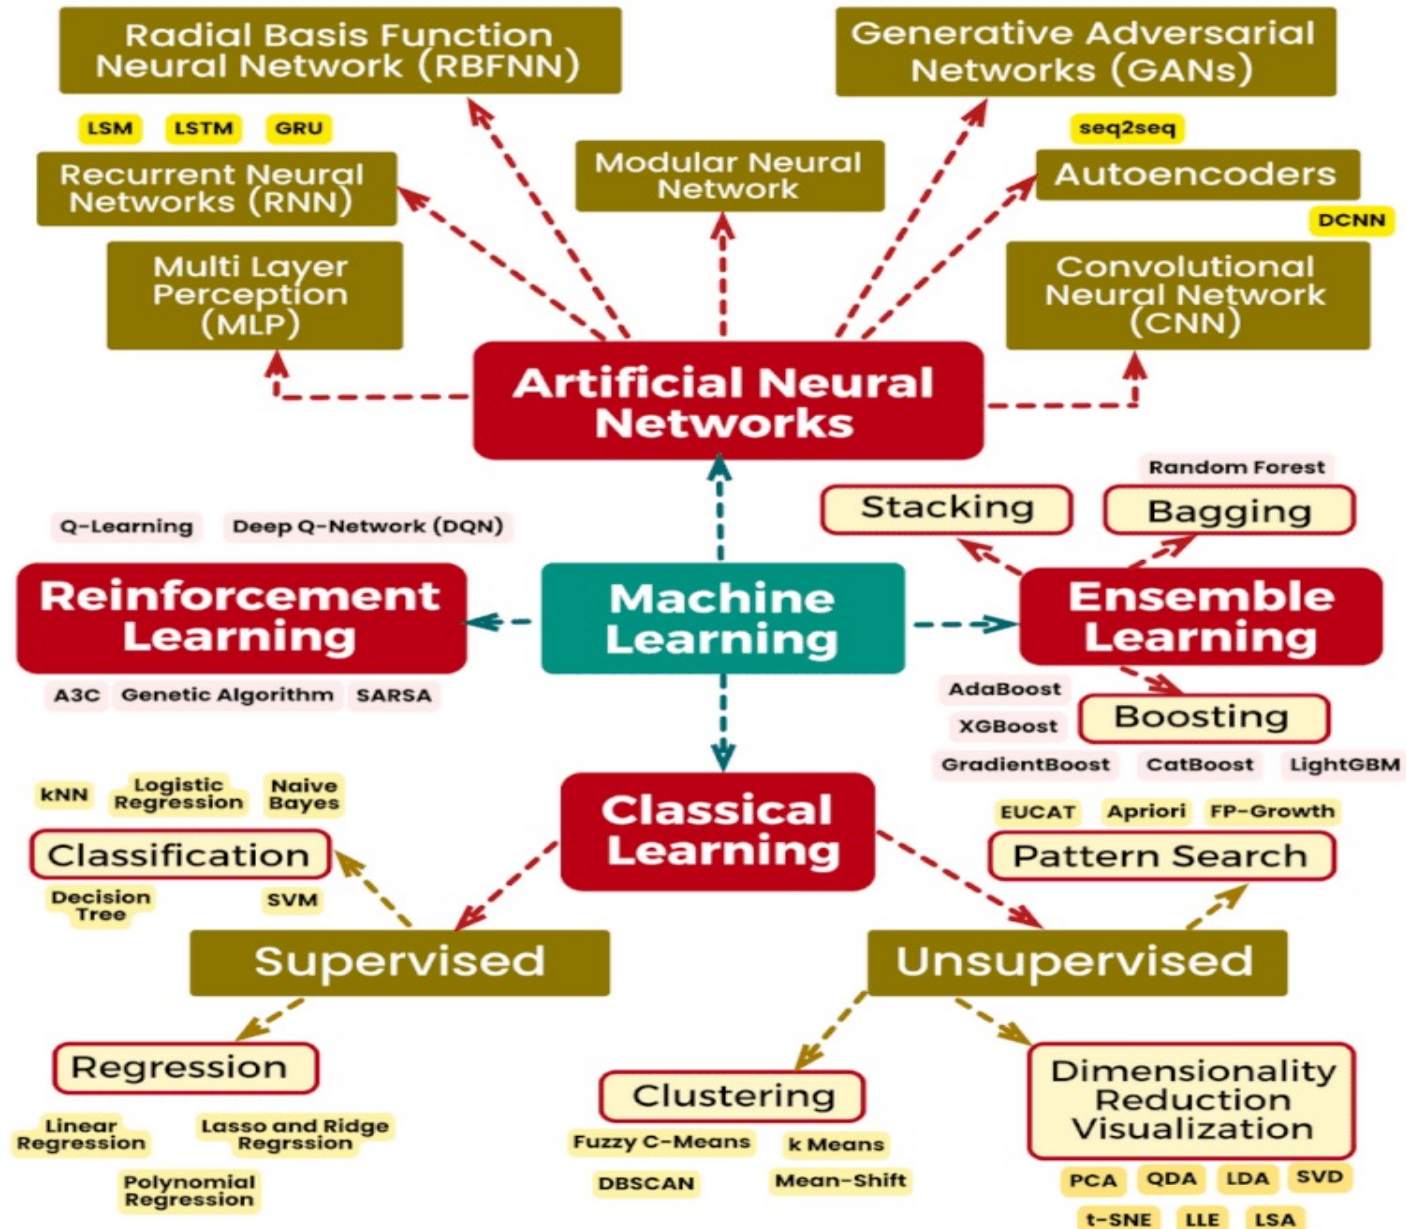 Radial Basis Function
Neural Network (RBFNN)
Generative Adversarial
Networks (GANs)
LSM LSTM GRU
seq2seq
Recurrent Neural
Networks (RNN)
Modular Neural
Network
Autoencoders
DCNN
Multi Layer
Perception
(MLP)
Convolutional
Neural Network
(CNN)
Artificial Neural
Networks
Random Forest
Stacking
Bagging
Q-Learning Deep Q-Network (DQN)
Reinforcement
Learning
Machine
Learning
Ensemble
Learning
A3C Genetic Algorithm SARSA
AdaBoost
XGBoost
Boosting
GradientBoost CatBoost LightGBM
Classical
Learning
kNN
Logistic
Regression
Naive
Bayes
Classification
Decision
Tree
SVM
EUCAT Apriori FP-Growth
Pattern Search
Supervised
Unsupervised
Regression
Linear
Regression
Lasso and Ridge
Regrssion
Polynomial
Regression
Clustering
Fuzzy C-Means k Means
DBSCAN Mean-Shift
Dimensionality
Reduction
Visualization
PCA QDA LDA SVD
t-SNE LLE LSA